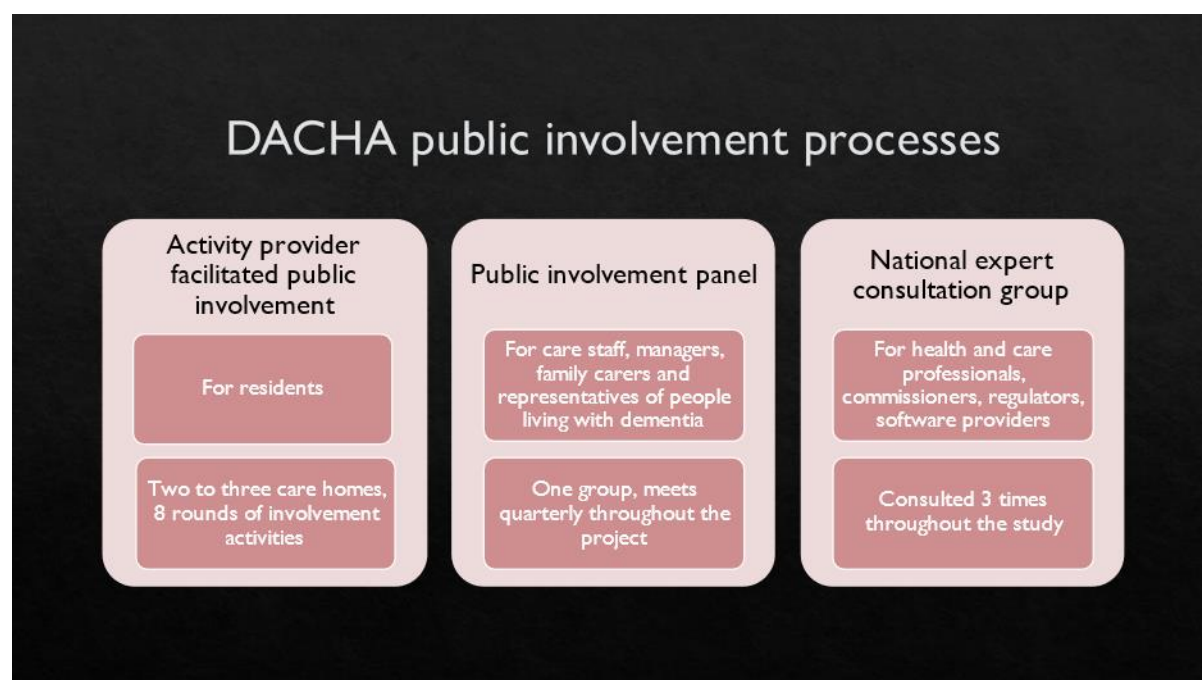 DACHA public involvement processes
Activity provider
facilitated public
involvement
For residents
Two to three care homes,
8 rounds of involvement
activities
Public involvement panel
For care staff, managers,
family carers and
representatives of people
living with dementia
One group, meets
quarterly throughout the
project
National expert
consultation group
For health and care
professionals,
commissioners, regulators,
software providers
Consulted 3 times
throughout the study